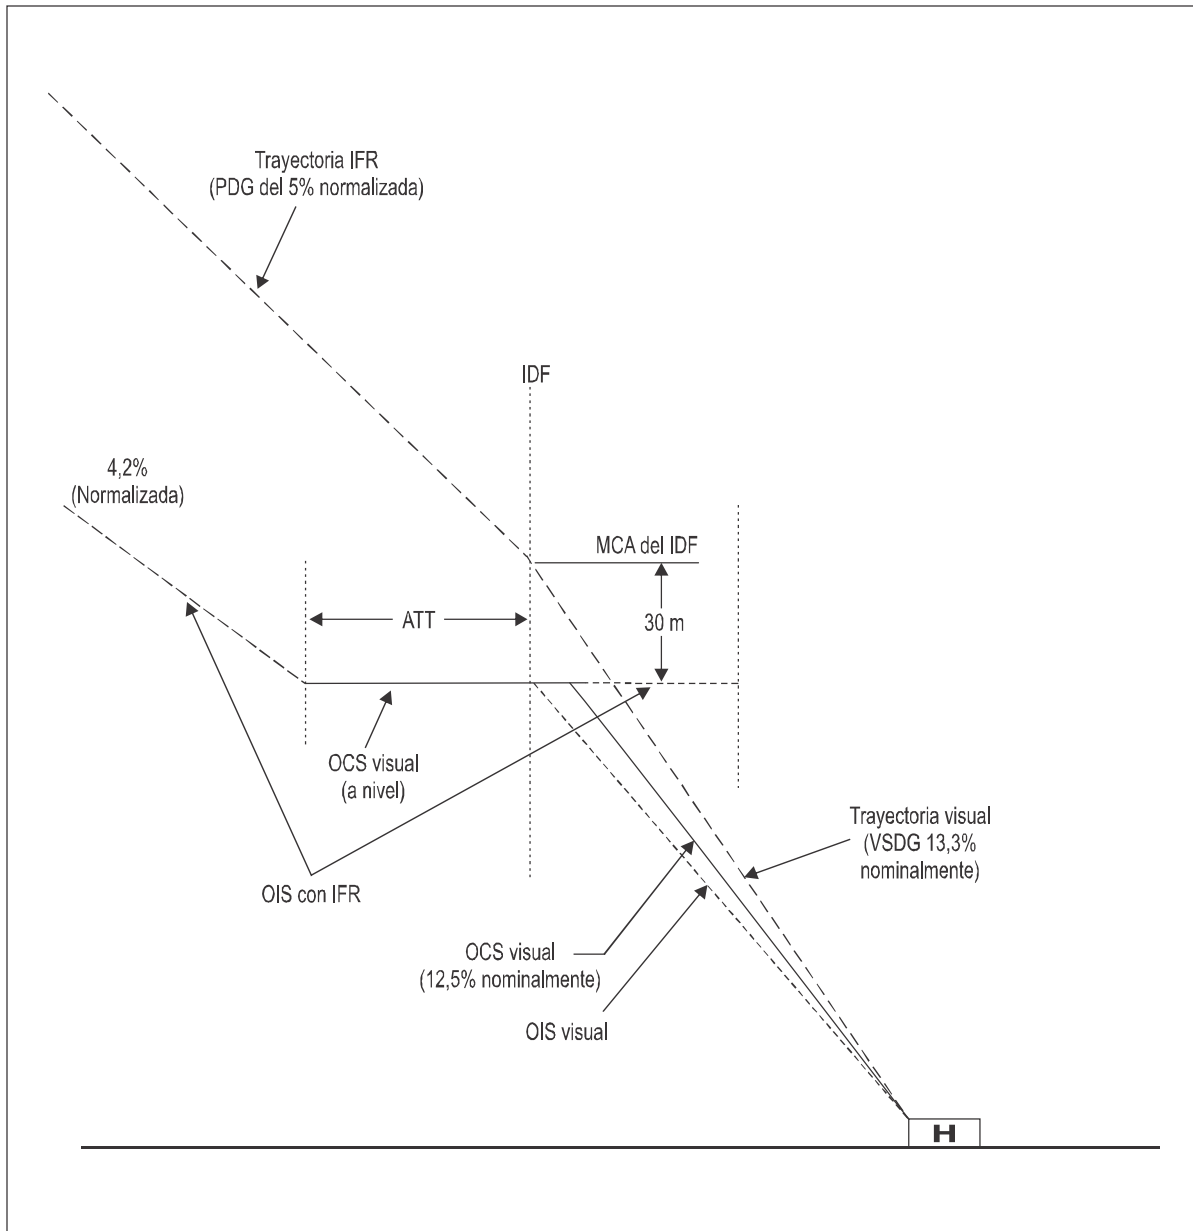 Trayectoria IFR
(PDG del 5% normalizada)
IDF
4,2%
(Normalizada)
MCA del IDF
ATT
30 m
OCS visual
(a nivel)
Trayectoria visual
(VSDG 13,3%
nominalmente)
OIS con IFR
OCS visual
(12,5% nominalmente)
OIS visual
H